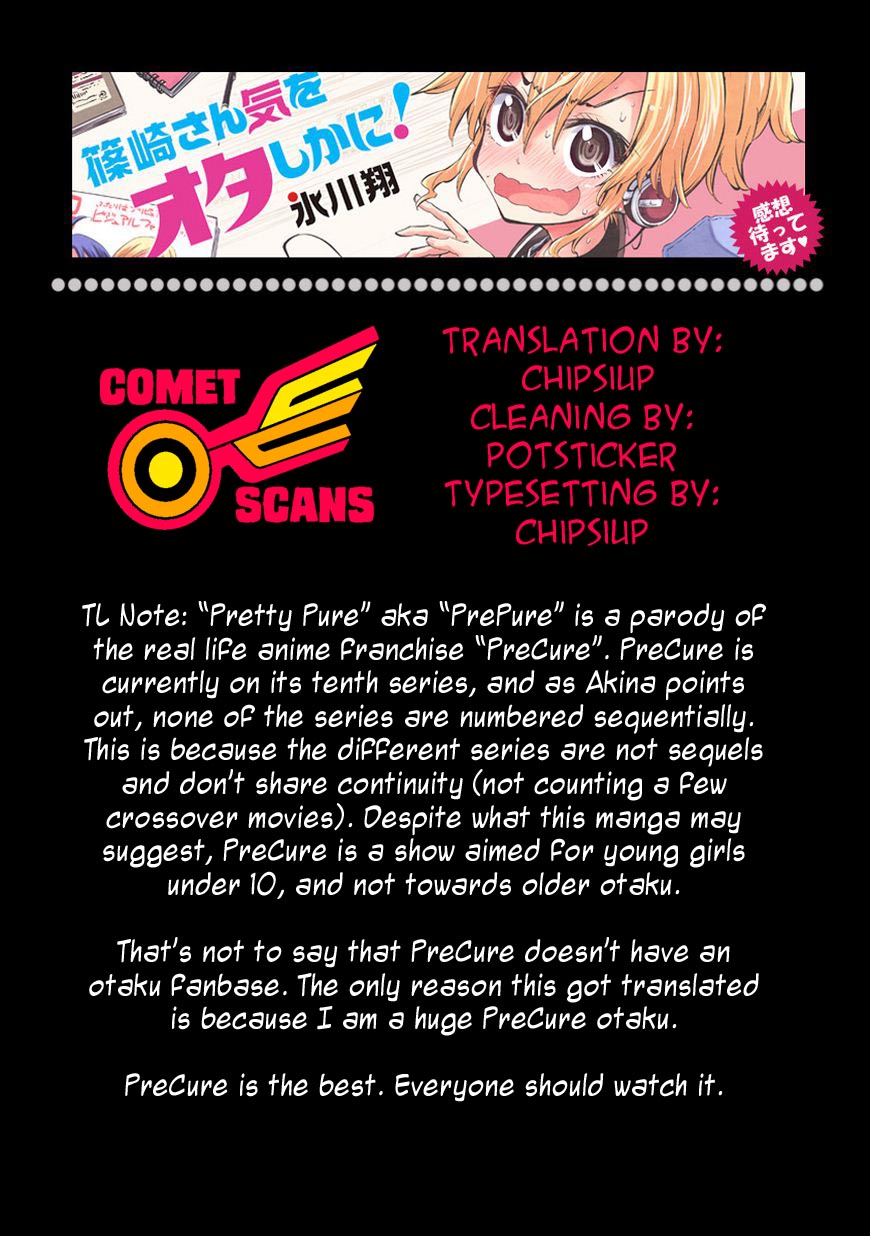 篠崎さん気を
オタしかに!
氷川翔
ビジュアルファ
感想
待って
ます♥
COMET
SCANS
TRANSLATION BY:
CHIPSIUP
CLEANING BY:
POTSTICKER
TYPESETTING BY:
CHIPSIUP
TL Note: "Pretty Pure" aka "PrePure" is a parody of
the real life anime franchise "PreCure". PreCure is
currently on its tenth series, and as Akina points
out, none of the series are numbered sequentially.
This is because the different series are not sequels
and don't share continuity (not counting a few
crossover movies). Despite what this manga may
suggest, PreCure is a show aimed for young girls
under 10, and not towards older otaku.
That's not to say that PreCure doesn't have an
otaku fanbase. The only reason this got translated
is because I am a huge PreCure otaku.
PreCure is the best. Everyone should watch it.